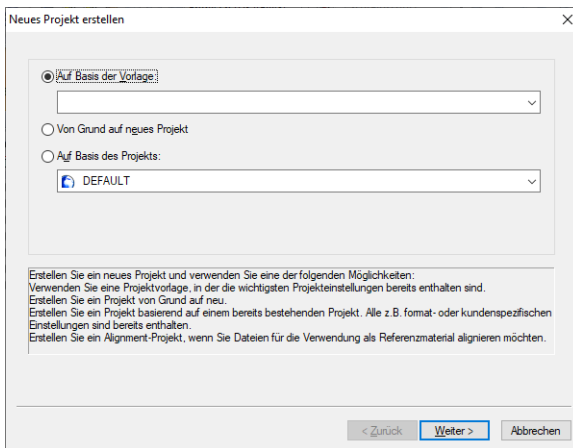 Neues Projekt erstellen
Auf Basis der Vorlage:
Von Grund auf neues Projekt
Auf Basis des Projekts:
DEFAULT
Erstellen Sie ein neues Projekt und verwenden Sie eine der folgenden Möglichkeiten:
Verwenden Sie eine Projektvorlage, in der die wichtigsten Projekteinstellungen bereits enthalten sind.
Erstellen Sie ein Projekt von Grund auf neu.
Erstellen Sie ein Projekt basierend auf einem bereits bestehenden Projekt. Alle z.B. format- oder kundenspezifischen
Einstellungen sind bereits enthalten.
Erstellen Sie ein Alignment-Projekt, wenn Sie Dateien für die Verwendung als Referenzmaterial alignieren möchten.
< Zurück Weiter > Abbrechen